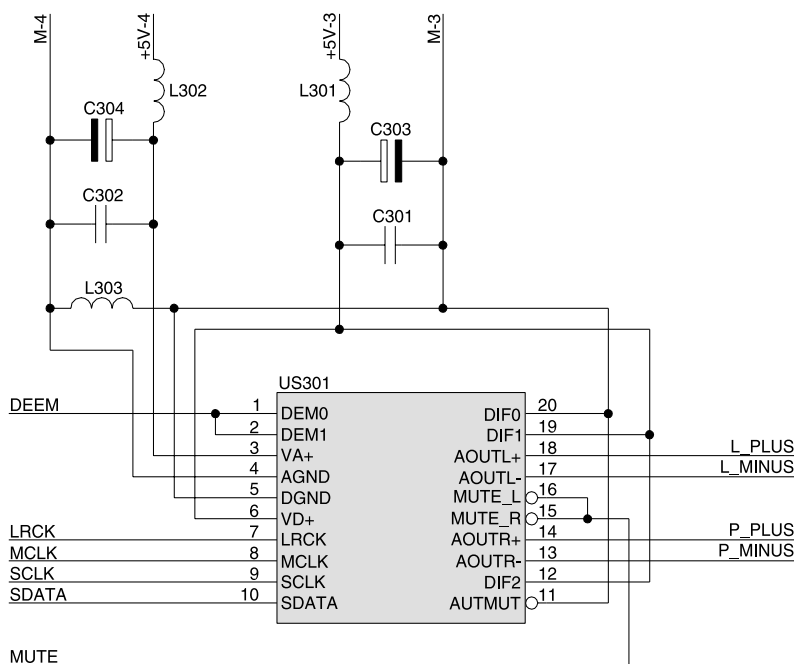 M-4
+5V-4
+5V-3
M-3
L302
L301
C304
C303
C302
C301
L303
US301
DEEM
1 DEM0
2 DEM1
3 VA+
4 AGND
5 DGND
6 VD+
LRCK 7 LRCK
MCLK 8 MCLK
SCLK 9 SCLK
SDATA 10 SDATA
DIF0 20
DIF1 19
AOUTL+ 18 L_PLUS
AOUTL- 17 L_MINUS
MUTE_L 16
MUTE_R 15
AOUTR+ 14 P_PLUS
AOUTR- 13 P_MINUS
DIF2 12
AUTMUT 11
MUTE